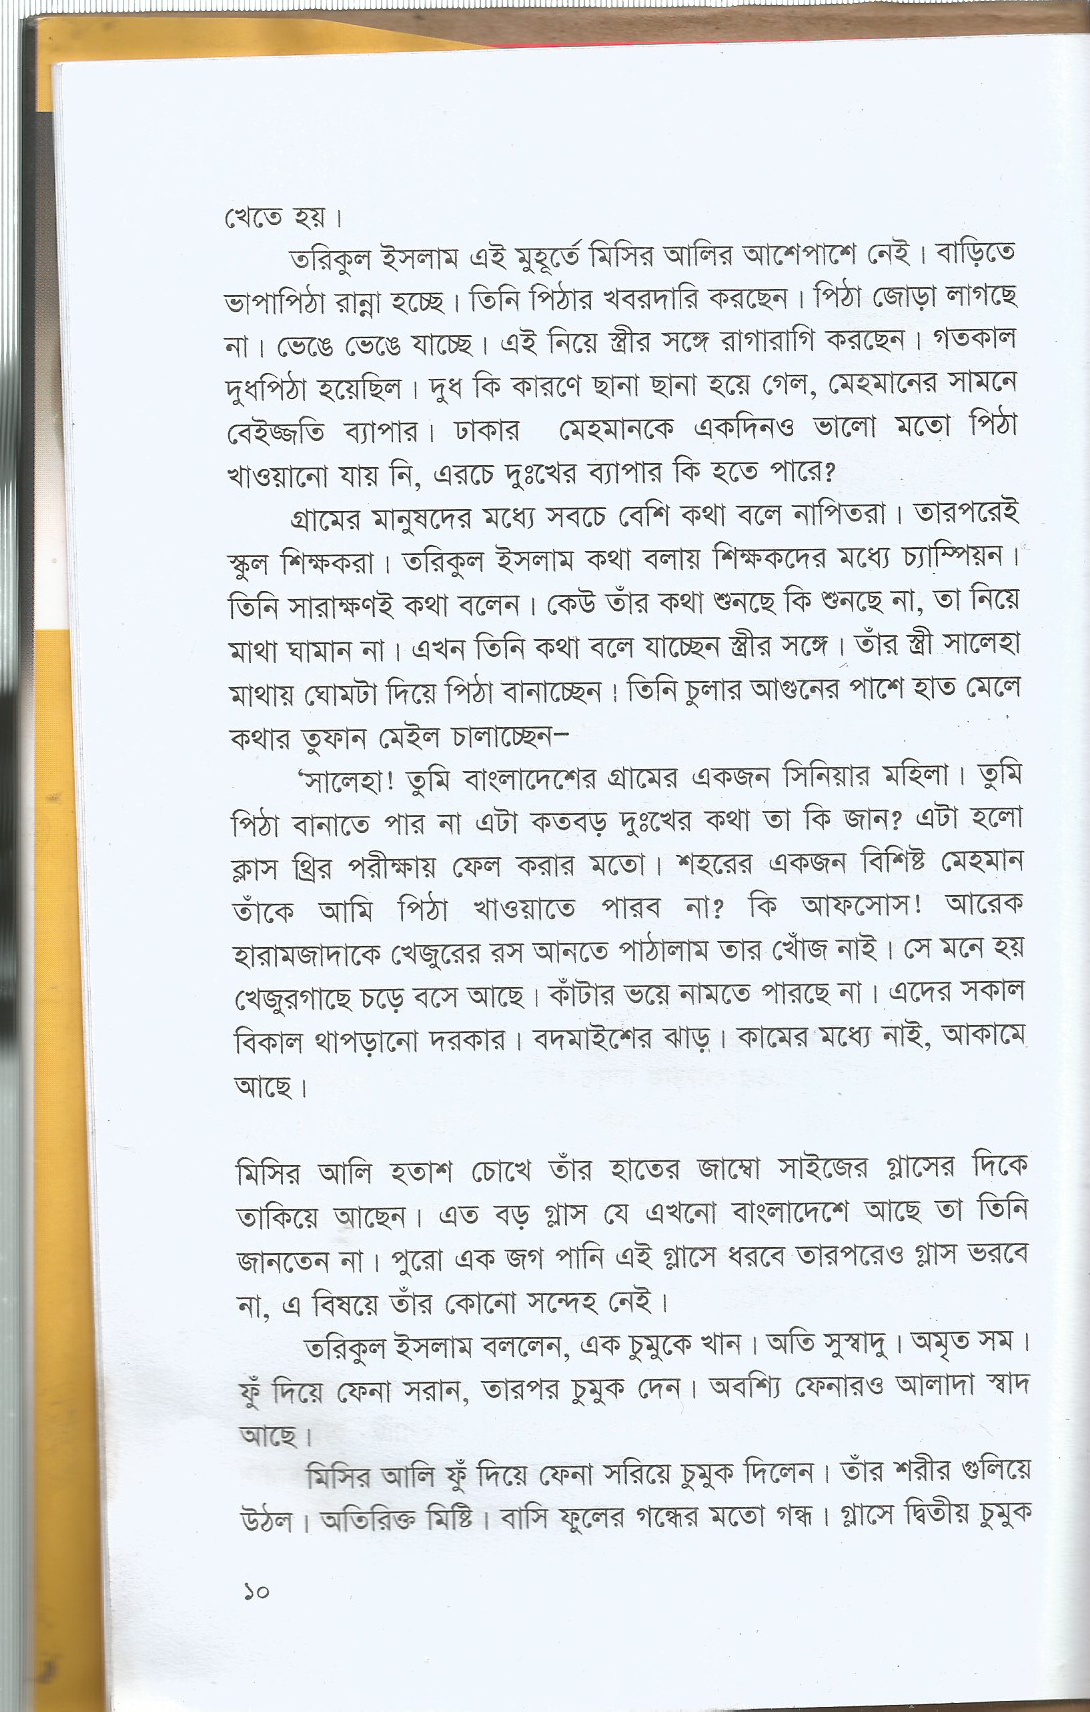 খেতে হয়।
তরিকুল ইসলাম এই মুহূর্তে মিসির আলির আশেপাশে নেই। বাড়িতে
ভাপাপিঠা রান্না হচ্ছে। তিনি পিঠার খবরদারি করছেন। পিঠা জোড়া লাগছে
না। ভেঙে ভেঙে যাচ্ছে। এই নিয়ে স্ত্রীর সঙ্গে রাগারাগি করছেন। গতকাল
দুধপিঠা হয়েছিল। দুধ কি কারণে ছানা ছানা হয়ে গেল, মেহমানের সামনে
বেইজ্জতি ব্যাপার। ঢাকার মেহমানকে একদিনও ভালো মতো পিঠা
খাওয়ানো যায় নি, এরচে দুঃখের ব্যাপার কি হতে পারে?
গ্রামের মানুষদের মধ্যে সবচে বেশি কথা বলে নাপিতরা। তারপরেই
স্কুল শিক্ষকরা। তরিকুল ইসলাম কথা বলায় শিক্ষকদের মধ্যে চ্যাম্পিয়ন।
তিনি সারাক্ষণই কথা বলেন। কেউ তাঁর কথা শুনছে কি শুনছে না, তা নিয়ে
মাথা ঘামান না। এখন তিনি কথা বলে যাচ্ছেন স্ত্রীর সঙ্গে। তাঁর স্ত্রী সালেহা
মাথায় ঘোমটা দিয়ে পিঠা বানাচ্ছেন! তিনি চুলার আগুনের পাশে হাত মেলে
কথার তুফান মেইল চালাচ্ছেন–
‘সালেহা! তুমি বাংলাদেশের গ্রামের একজন সিনিয়ার মহিলা। তুমি
পিঠা বানাতে পার না এটা কতবড় দুঃখের কথা তা কি জান? এটা হলো
ক্লাস থ্রির পরীক্ষায় ফেল করার মতো। শহরের একজন বিশিষ্ট মেহমান
তাঁকে আমি পিঠা খাওয়াতে পারব না? কি আফসোস! আরেক
হারামজাদাকে খেজুরের রস আনতে পাঠালাম তার খোঁজ নাই। সে মনে হয়
খেজুরগাছে চড়ে বসে আছে। কাঁটার ভয়ে নামতে পারছে না। এদের সকাল
বিকাল থাপড়ানো দরকার। বদমাইশের ঝাড়। কামের মধ্যে নাই, আকামে
আছে।
মিসির আলি হতাশ চোখে তাঁর হাতের জাম্বো সাইজের গ্লাসের দিকে
তাকিয়ে আছেন। এত বড় গ্লাস যে এখনো বাংলাদেশে আছে তা তিনি
জানতেন না। পুরো এক জগ পানি এই গ্লাসে ধরবে তারপরেও গ্লাস ভরবে
না, এ বিষয়ে তাঁর কোনো সন্দেহ নেই।
তরিকুল ইসলাম বললেন, এক চুমুকে খান। অতি সুস্বাদু। অমৃত সম।
ফুঁ দিয়ে ফেনা সরান, তারপর চুমুক দেন। অবশ্যি ফেনারও আলাদা স্বাদ
আছে।
মিসির আলি ফুঁ দিয়ে ফেনা সরিয়ে চুমুক দিলেন। তাঁর শরীর গুলিয়ে
উঠল। অতিরিক্ত মিষ্টি। বাসি ফুলের গন্ধের মতো গন্ধ। গ্লাসে দ্বিতীয় চুমুক
১০